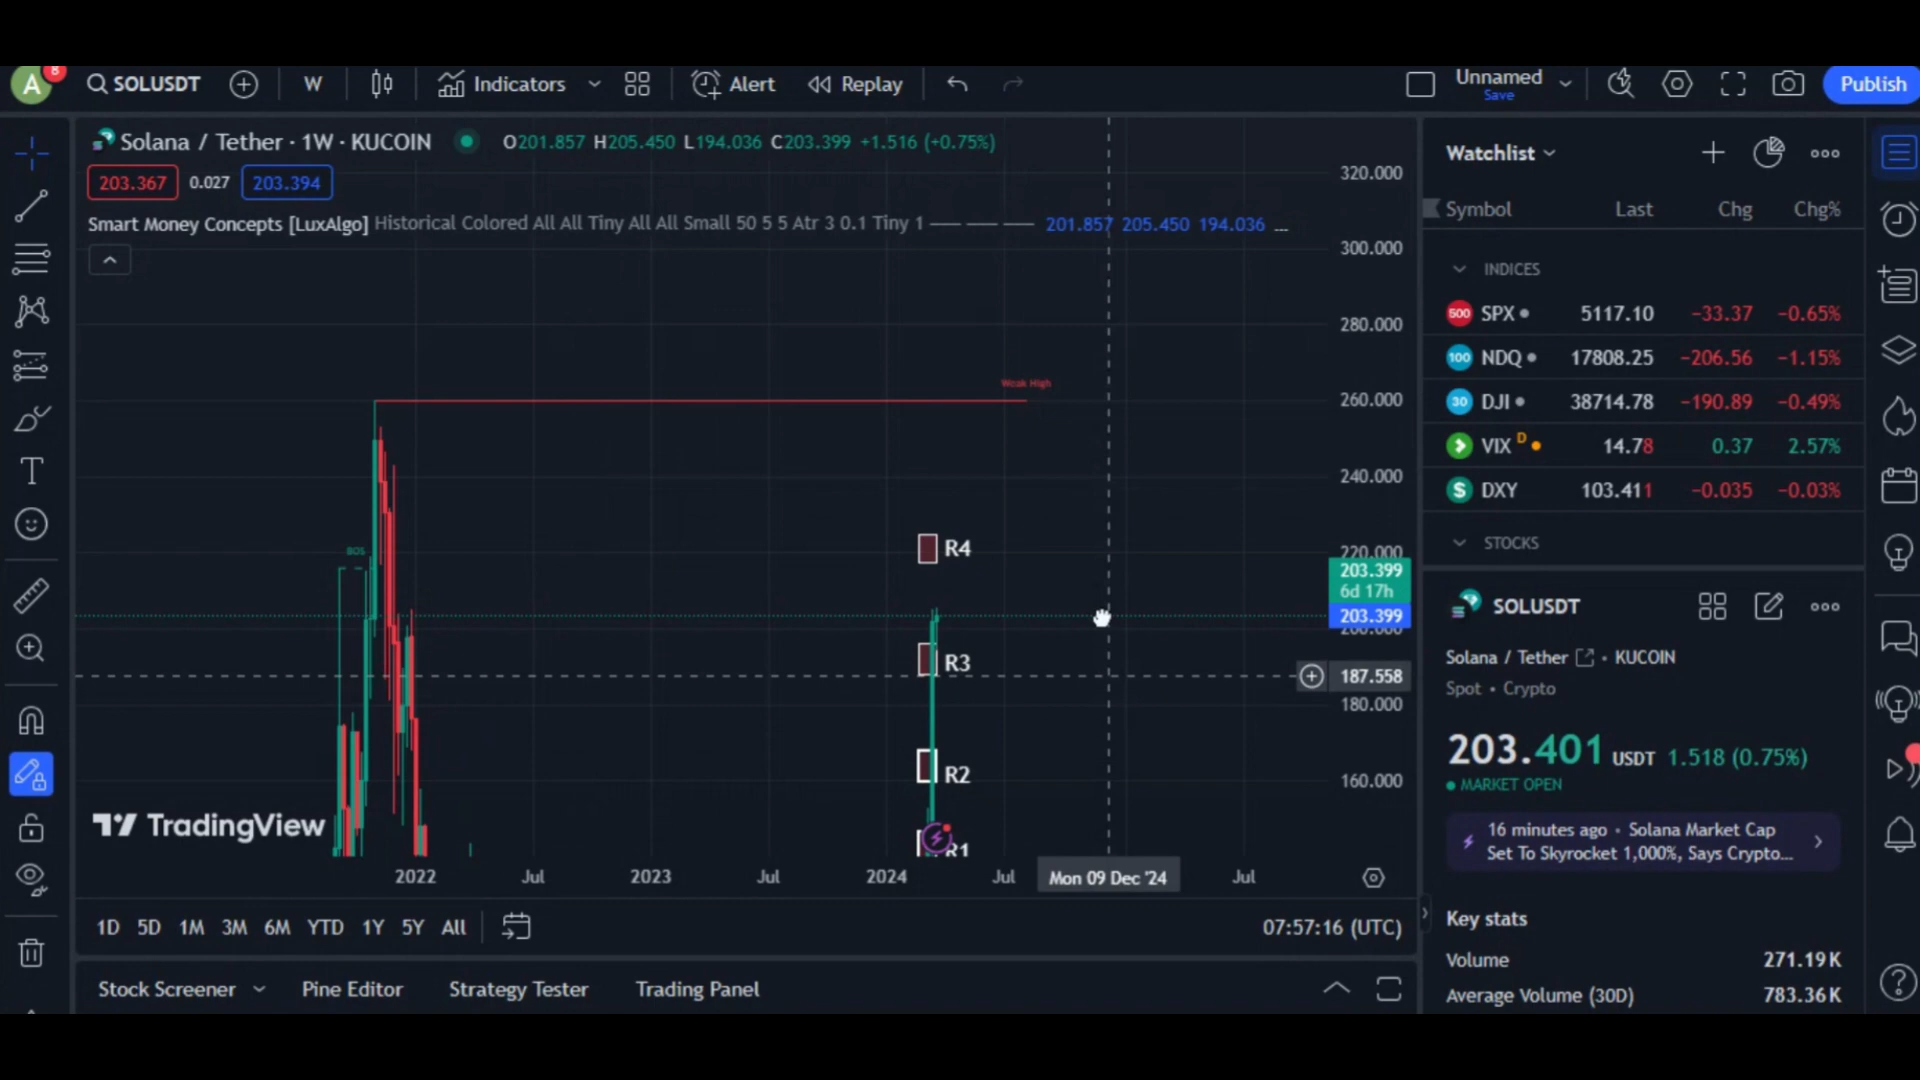 A 8 SOLUSDT W Indicators Alert Replay Unnamed Publish
Save
Solana / Tether · 1W · KUCOIN O201.857 H205.450 L194.036 C203.399 +1.516 (+0.75%)
203.367 0.027 203.394
Smart Money Concepts [LuxAlgo] Historical Colored All All Tiny All All Small 50 5 5 Atr 3 0.1 Tiny 1 201.857 205.450 194.036 ...
320.000
300.000
280.000
Weak High
260.000
240.000
BOS
R4
220.000
203.399
6d 17h
203.399
200.000
R3
187.558
180.000
R2
160.000
R1
TradingView
2022 Jul 2023 Jul 2024 Jul Mon 09 Dec '24 Jul
1D 5D 1M 3M 6M YTD 1Y 5Y All 07:57:16 (UTC)
Stock Screener Pine Editor Strategy Tester Trading Panel
Watchlist
Symbol Last Chg Chg%
INDICES
500 SPX 5117.10 −33.37 −0.65%
100 NDQ 17808.25 −206.56 −1.15%
30 DJI 38714.78 −190.89 −0.49%
VIX D 14.78 0.37 2.57%
S DXY 103.411 −0.035 −0.03%
STOCKS
SOLUSDT
Solana / Tether • KUCOIN
Spot • Crypto
203.401 USDT 1.518 (0.75%)
MARKET OPEN
16 minutes ago • Solana Market Cap
Set To Skyrocket 1,000%, Says Crypto...
Key stats
Volume 271.19K
Average Volume (30D) 783.36K